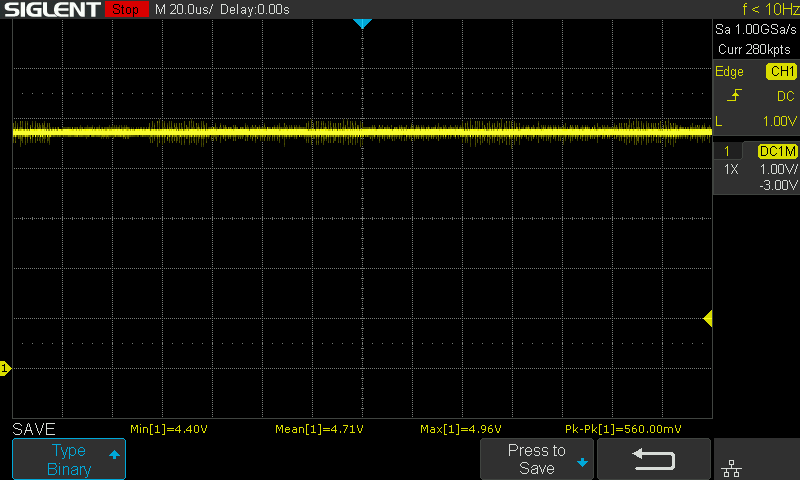 SIGLENT Stop M 20.0us/ Delay:0.00s f < 10Hz
Sa 1.00GSa/s
Curr 280kpts
Edge CH1
DC
L 1.00V
1 DC1M
1X 1.00V/
-3.00V
1
SAVE Min[1]=4.40V Mean[1]=4.71V Max[1]=4.96V Pk-Pk[1]=560.00mV
Type
Binary
Press to
Save